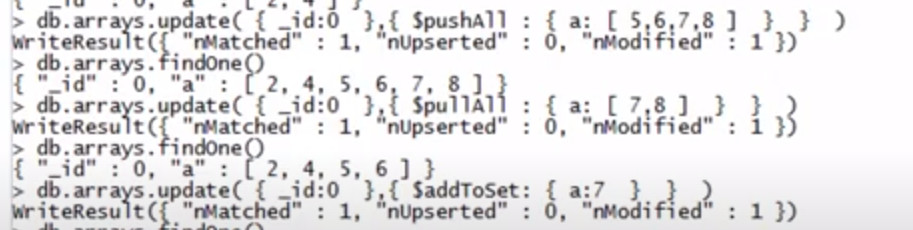 > db.arrays.update( { _id:0  },{ $pushAll : { a: [ 5,6,7,8 ]  }  }  )
WriteResult({ "nMatched" : 1, "nUpserted" : 0, "nModified" : 1 })
> db.arrays.findOne()
{ "_id" : 0, "a" : [ 2, 4, 5, 6, 7, 8 ] }
> db.arrays.update( { _id:0  },{ $pullAll : { a: [ 7,8 ]  }  }  )
WriteResult({ "nMatched" : 1, "nUpserted" : 0, "nModified" : 1 })
> db.arrays.findOne()
{ "_id" : 0, "a" : [ 2, 4, 5, 6 ] }
> db.arrays.update( { _id:0  },{ $addToSet: { a:7  }  }  )
WriteResult({ "nMatched" : 1, "nUpserted" : 0, "nModified" : 1 })
> db.arrays.findOne()